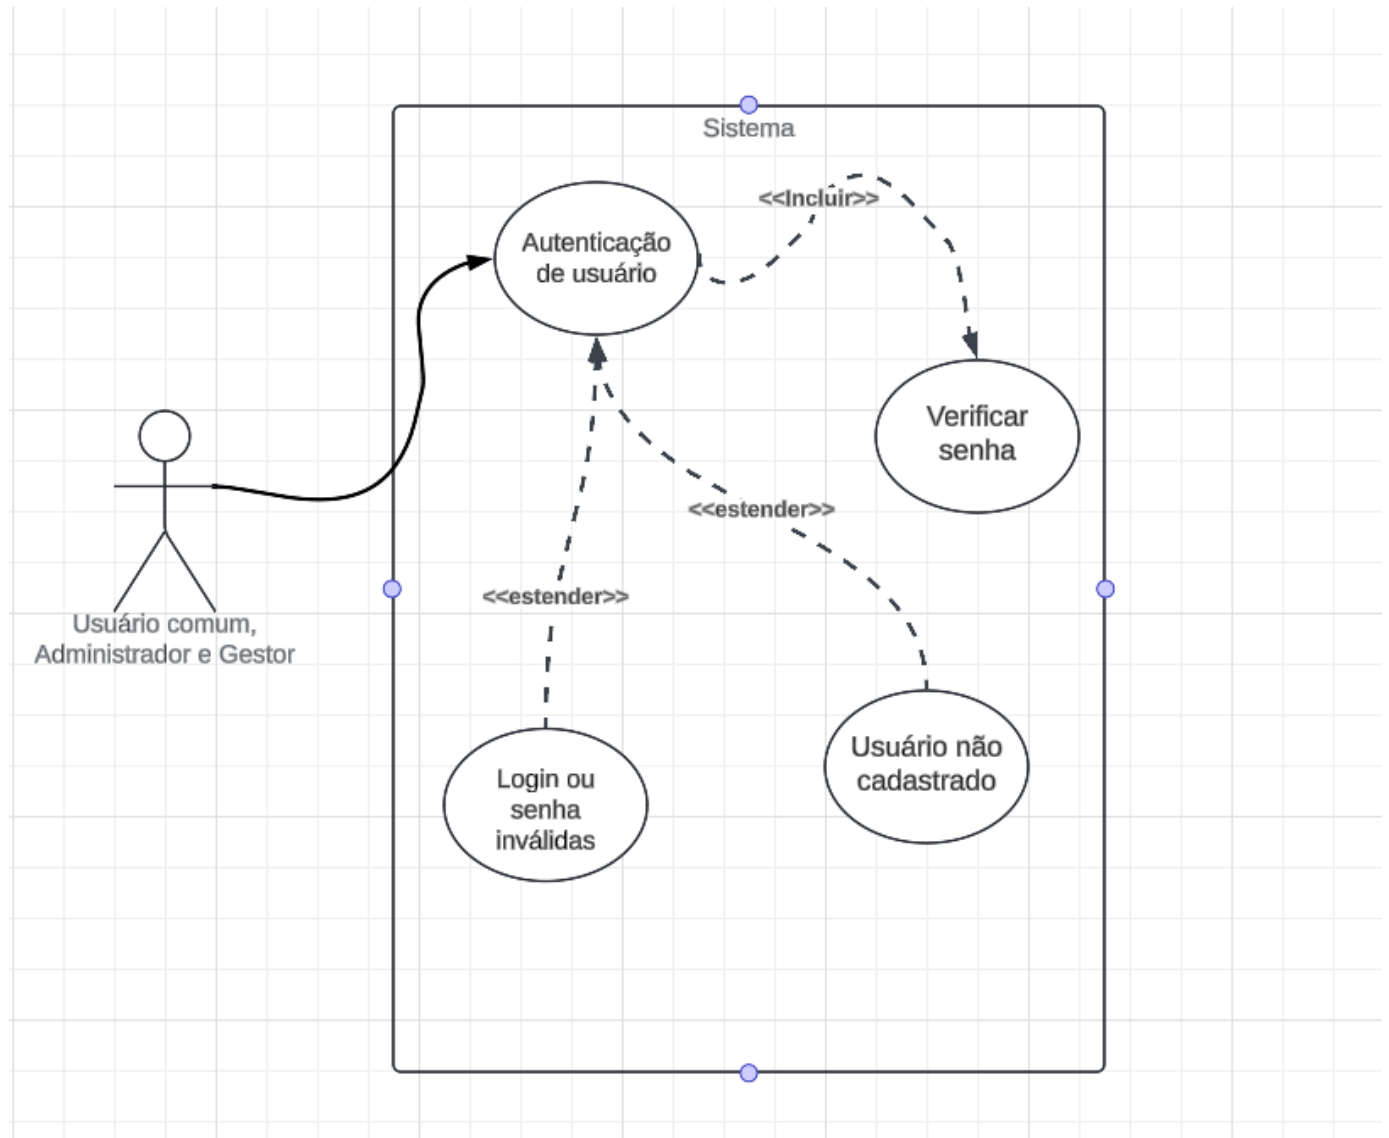 Sistema
<<Incluir>>
Autenticação
de usuário
Verificar
senha
<<estender>>
<<estender>>
Usuário comum,
Administrador e Gestor
Usuário não
cadastrado
Login ou
senha
inválidas